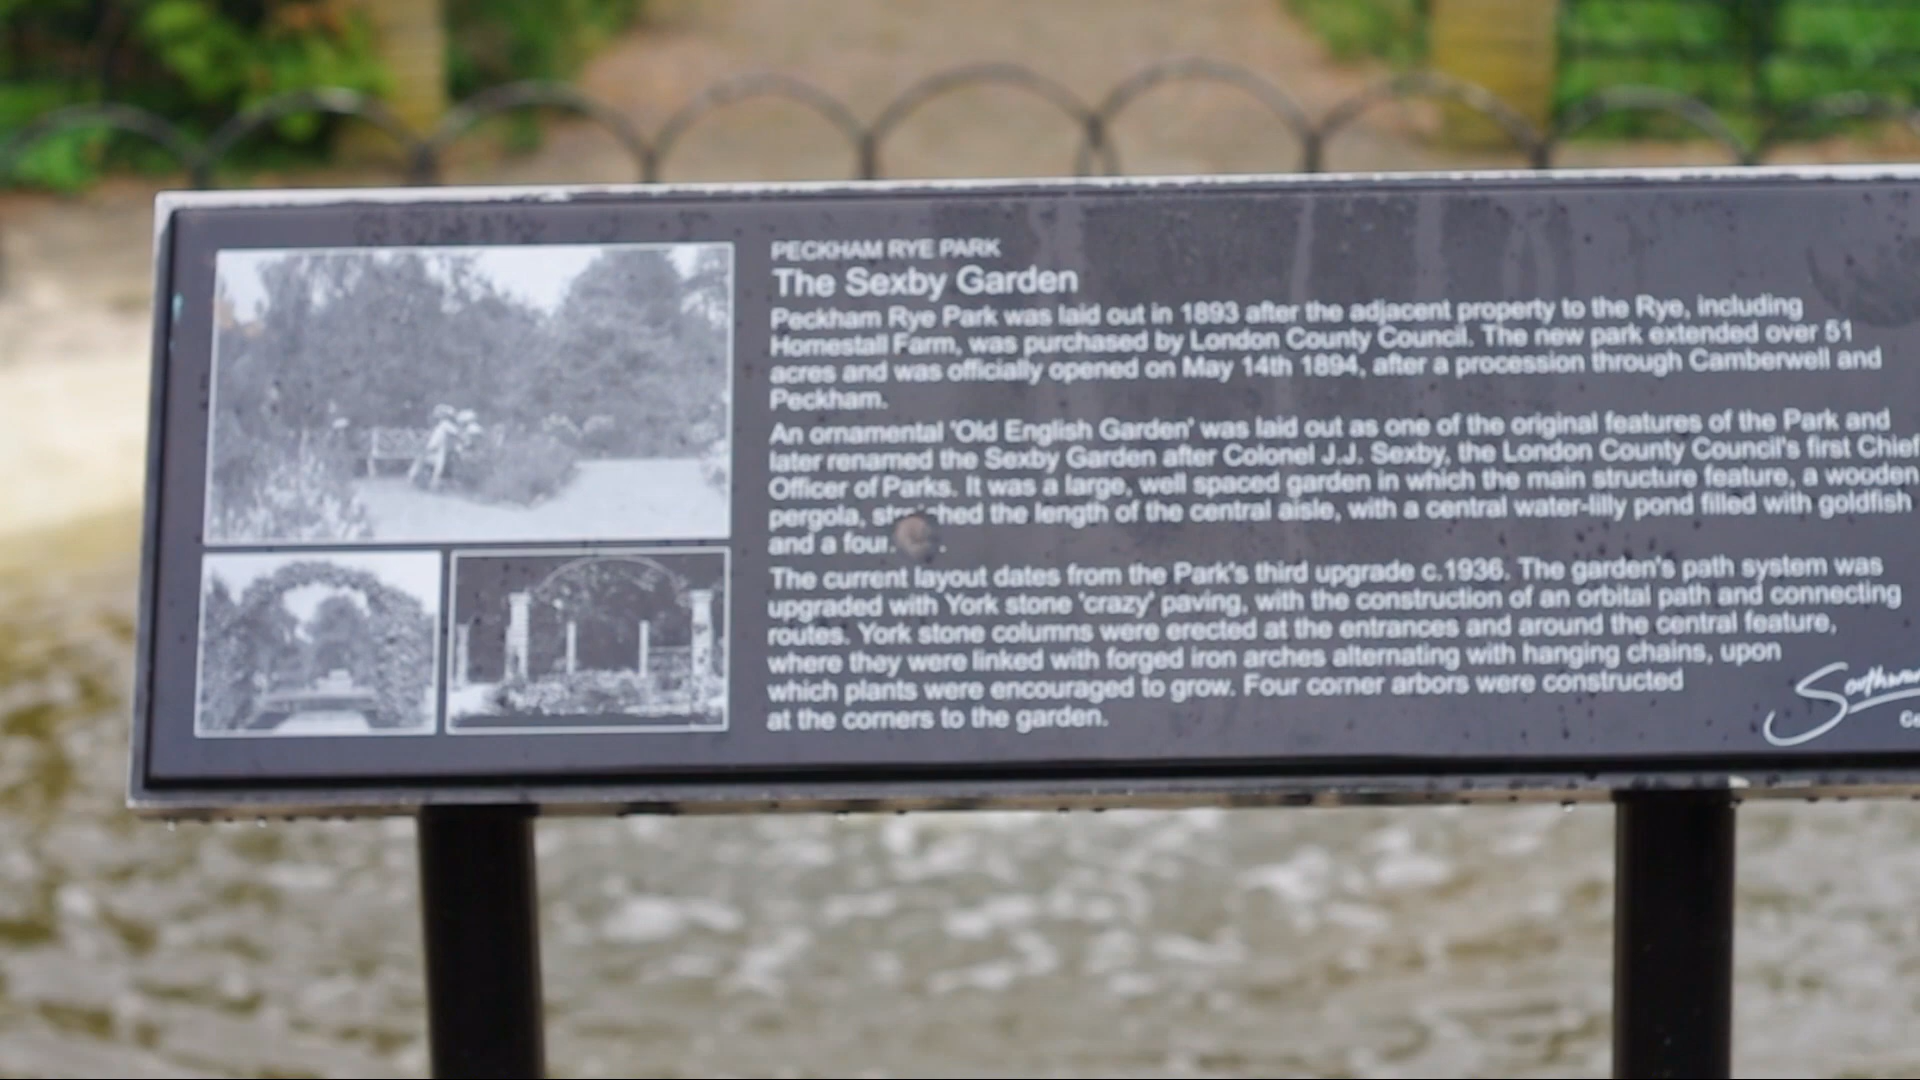 PECKHAM RYE PARK
The Sexby Garden
Peckham Rye Park was laid out in 1893 after the adjacent property to the Rye, including
Homestall Farm, was purchased by London County Council. The new park extended over 51
acres and was officially opened on May 14th 1894, after a procession through Camberwell and
Peckham.
An ornamental 'Old English Garden' was laid out as one of the original features of the Park and
later renamed the Sexby Garden after Colonel J.J. Sexby, the London County Council's first Chief
Officer of Parks. It was a large, well spaced garden in which the main structure feature, a wooden
pergola, stretched the length of the central aisle, with a central water-lilly pond filled with goldfish
and a
The current layout dates from the Park's third upgrade c.1936. The garden's path system was
upgraded with York stone 'crazy' paving, with the construction of an orbital path and connecting
routes. York stone columns were erected at the entrances and around the central feature,
where they were linked with forged iron arches alternating with hanging chains, upon
which plants were encouraged to grow. Four corner arbors were constructed
at the corners to the garden.